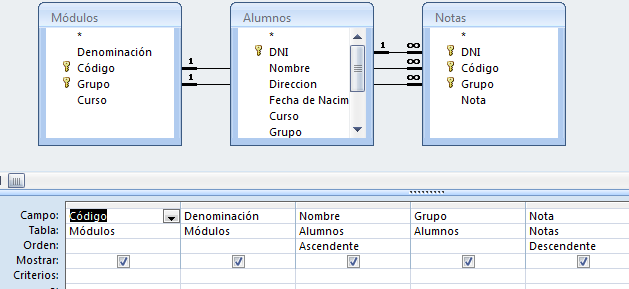 Módulos
*
Denominación
Código
Grupo
Curso
1
1
Alumnos
*
DNI
Nombre
Direccion
Fecha de Nacim
Curso
Grupo
1
∞
∞
∞
Notas
*
DNI
Código
Grupo
Nota
Campo: Código Denominación Nombre Grupo Nota
Tabla: Módulos Módulos Alumnos Alumnos Notas
Orden: Ascendente Descendente
Mostrar:
Criterios: